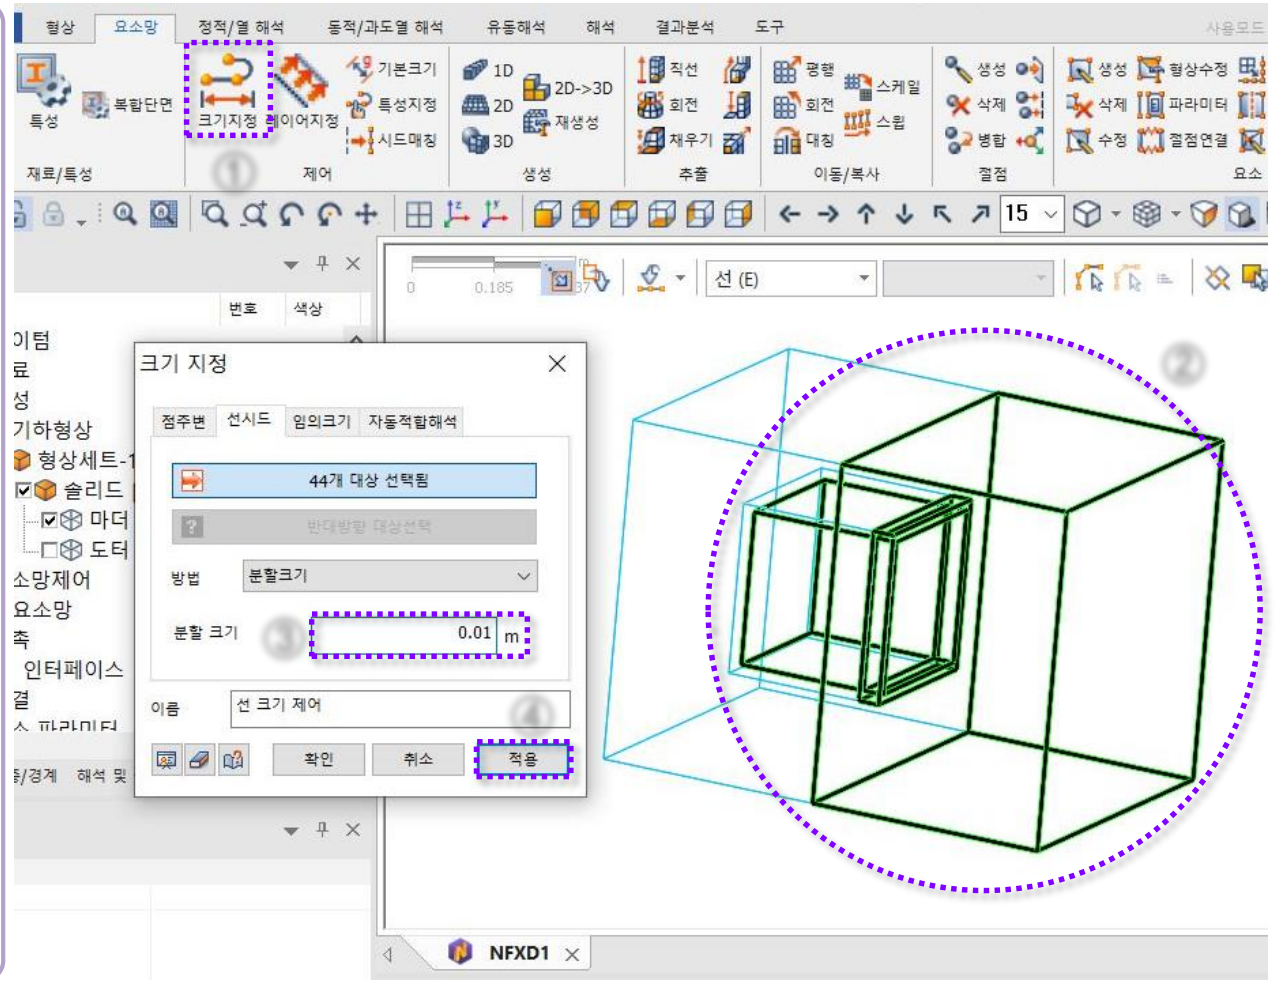 형상 요소망 정적/열 해석 동적/과도열 해석 유동해석 해석 결과분석 도구 사용모드
특성 복합단면 크기지정 레이어지정 기본크기 특성지정 시드매칭
1D 2D 3D 2D->3D 재생성
직선 회전 채우기 평행 회전 대칭 스케일 스윕
생성 삭제 병합 생성 삭제 수정 형상수정 파라미터 절점연결
재료/특성 제어 생성 추출 이동/복사 절점 요소
①
15
번호 색상
0 0.185 37
선 (E)
②
이텀
료
성
기하형상
형상세트-1
솔리드
마더
도터
소망제어
요소망
촉
인터페이스
결
소 파라미터
중/경계 해석 및
크기 지정
점주변 선시드 임의크기 자동적합해석
44개 대상 선택됨
반대방향 대상선택
방법 분할크기
분할 크기 ③ 0.01 m
이름 선 크기 제어
④
확인 취소 적용
NFXD1